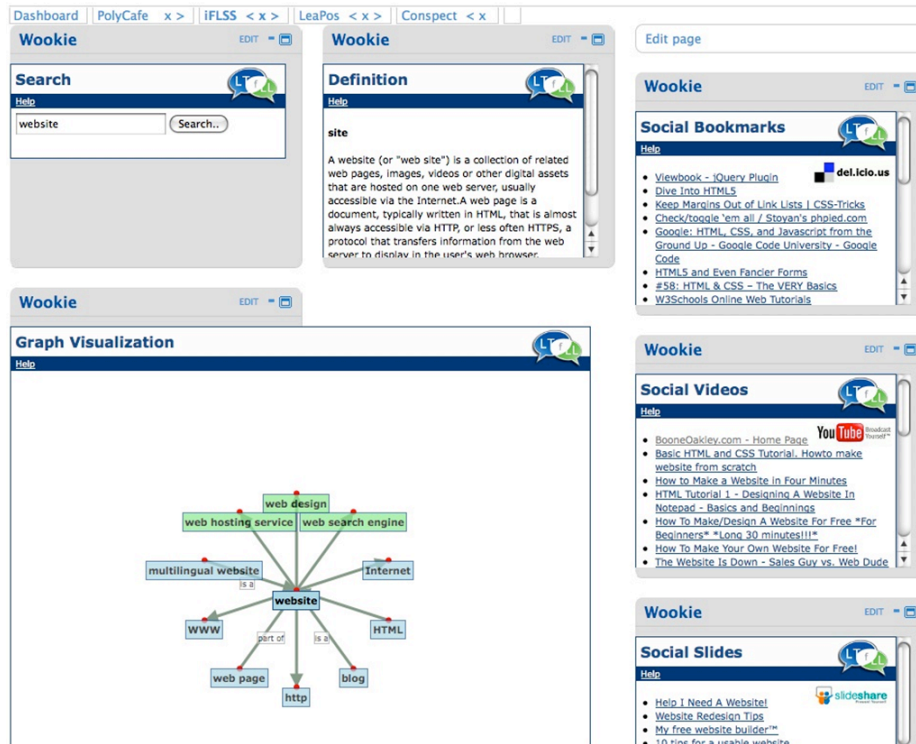 Dashboard PolyCafe x > iFLSS < x > LeaPos < x > Conspect < x
Wookie EDIT
Search
LTfLL
Help
website Search..
Wookie EDIT
Definition
LTfLL
Help
site
A website (or "web site") is a collection of related
web pages, images, videos or other digital assets
that are hosted on one web server, usually
accessible via the Internet.A web page is a
document, typically written in HTML, that is almost
always accessible via HTTP, or less often HTTPS, a
protocol that transfers information from the web
server to display in the user's web browser.
Wookie EDIT
Graph Visualization
LTfLL
Help
web design
web hosting service web search engine
multilingual website Internet
is a
website
WWW HTML
part of is a
web page blog
http
Edit page
Wookie EDIT
Social Bookmarks
LTfLL
Help
del.icio.us
Viewbook - jQuery Plugin
Dive Into HTML5
Keep Margins Out of Link Lists | CSS-Tricks
Check/toggle 'em all / Stoyan's phpied.com
Google: HTML, CSS, and Javascript from the
Ground Up - Google Code University - Google
Code
HTML5 and Even Fancier Forms
#58: HTML & CSS – The VERY Basics
W3Schools Online Web Tutorials
Wookie EDIT
Social Videos
LTfLL
Help
YouTube Broadcast Yourself™
BooneOakley.com - Home Page
Basic HTML and CSS Tutorial. Howto make
website from scratch
How to Make a Website in Four Minutes
HTML Tutorial 1 - Designing A Website In
Notepad - Basics and Beginnings
How To Make/Design A Website For Free *For
Beginners* *Long 30 minutes!!!*
How To Make Your Own Website For Free!
The Website Is Down - Sales Guy vs. Web Dude
Wookie EDIT
Social Slides
LTfLL
Help
slideshare
Help I Need A Website!
Website Redesign Tips
My free website builder™
10 tips for a usable website